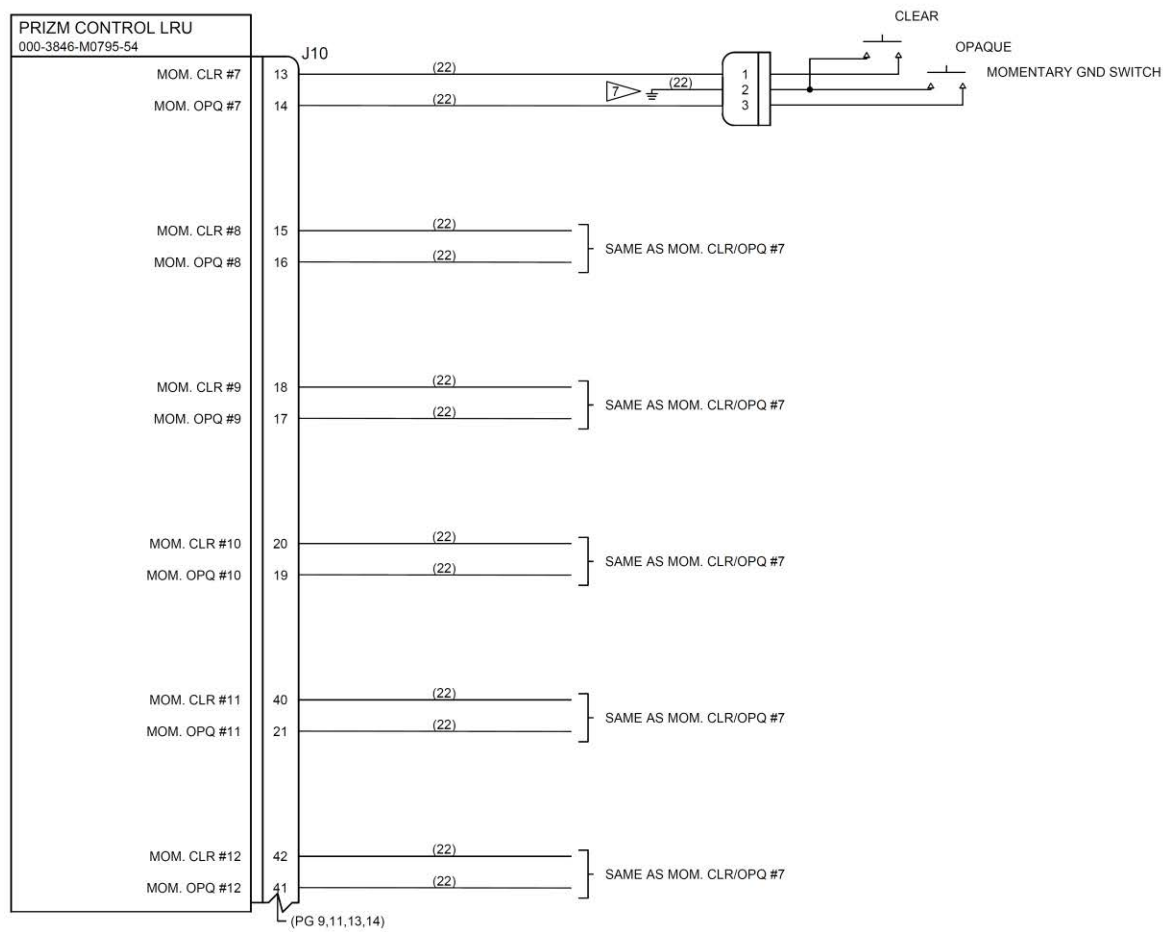 PRIZM CONTROL LRU
000-3846-M0795-54
J10
CLEAR
OPAQUE
MOMENTARY GND SWITCH
MOM. CLR #7 13 (22) 1
7 (22) 2
MOM. OPQ #7 14 (22) 3
MOM. CLR #8 15 (22)
SAME AS MOM. CLR/OPQ #7
MOM. OPQ #8 16 (22)
MOM. CLR #9 18 (22)
SAME AS MOM. CLR/OPQ #7
MOM. OPQ #9 17 (22)
MOM. CLR #10 20 (22)
SAME AS MOM. CLR/OPQ #7
MOM. OPQ #10 19 (22)
MOM. CLR #11 40 (22)
SAME AS MOM. CLR/OPQ #7
MOM. OPQ #11 21 (22)
MOM. CLR #12 42 (22)
SAME AS MOM. CLR/OPQ #7
MOM. OPQ #12 41 (22)
(PG 9,11,13,14)